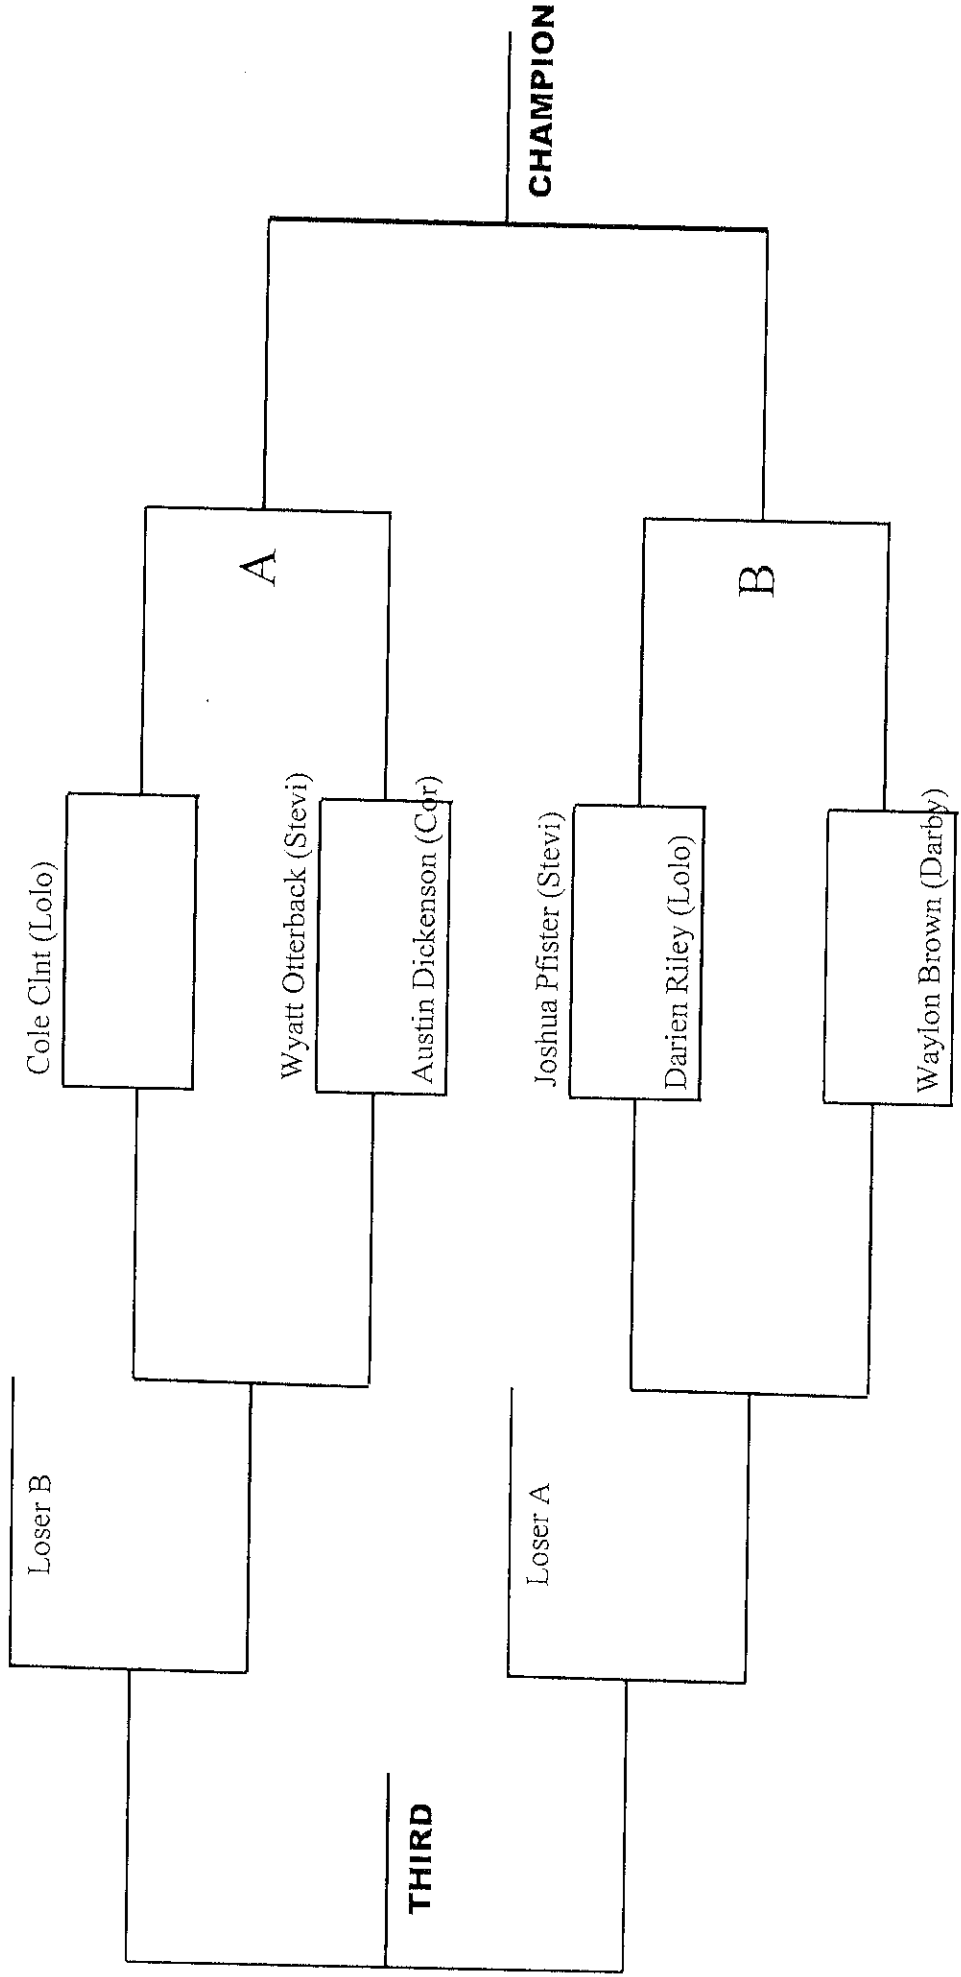 Cole Clnt (Lolo)
Wyatt Otterback (Stevi)
Austin Dickenson (Cor)
Joshua Pfister (Stevi)
Darien Riley (Lolo)
Waylon Brown (Darby)
A
B
CHAMPION
Loser B
Loser A
THIRD